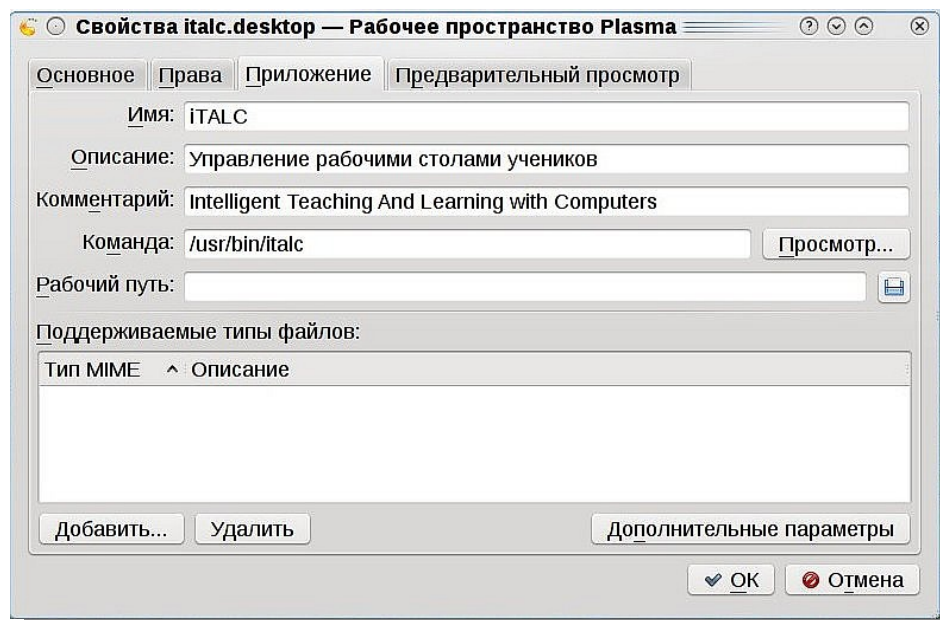 Свойства italc.desktop — Рабочее пространство Plasma
Основное Права Приложение Предварительный просмотр
Имя: iTALC
Описание: Управление рабочими столами учеников
Комментарий: Intelligent Teaching And Learning with Computers
Команда: /usr/bin/italc Просмотр...
Рабочий путь:
Поддерживаемые типы файлов:
Тип MIME Описание
Добавить... Удалить Дополнительные параметры
OK Отмена